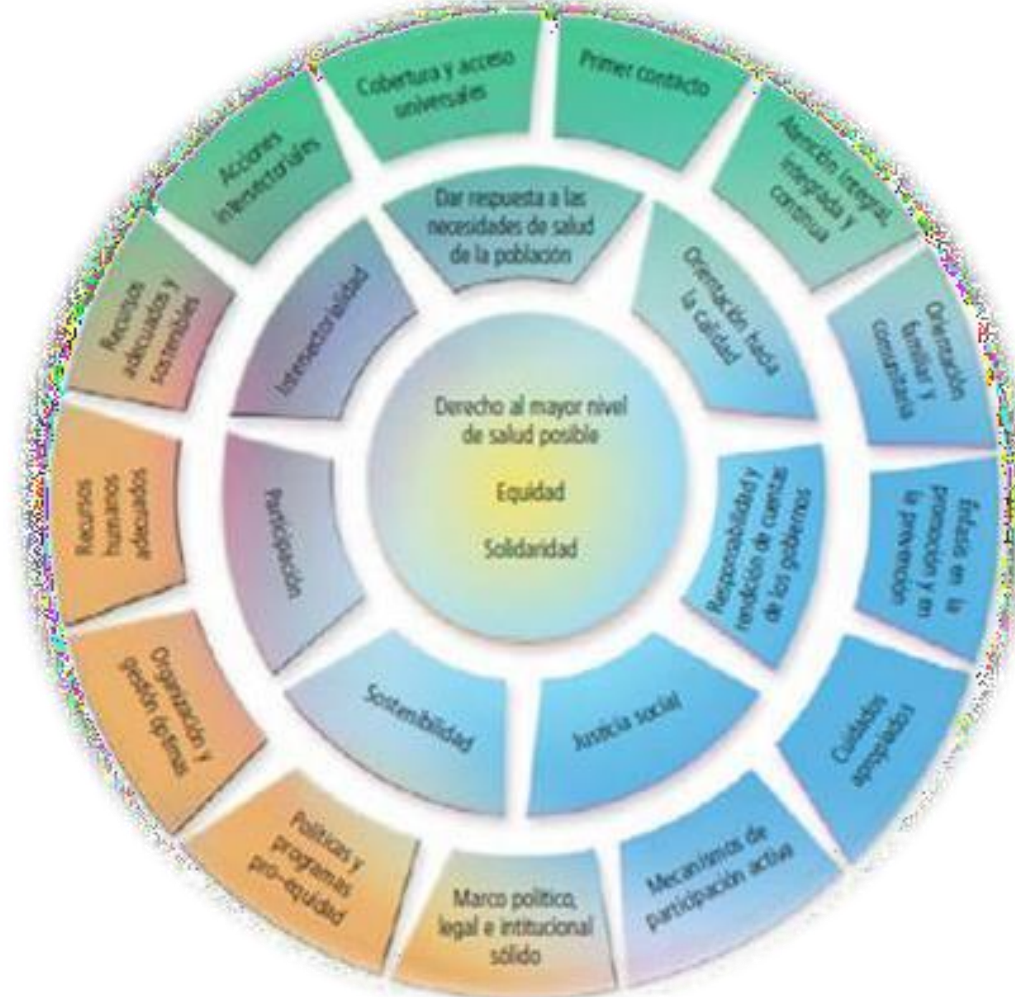 Cobertura y acceso
universales
Primer contacto
Atención Integral,
integrada y
continua
Orientación
familiar y
comunitaria
Énfasis en la
promoción y en
la prevención
Cuidados
apropiados
Mecanismos de
participación activa
Marco político,
legal e intitucional
sólido
Políticas y
programas
pro-equidad
Organización y
gestión óptimas
Recursos
humanos
adecuados
Recursos
adecuados y
sostenibles
Acciones
intersectoriales
Dar respuesta a las
necesidades de salud
de la población
Orientación hacia
la calidad
Responsabilidad y
rendición de cuentas
de los gobiernos
Justicia social
Sostenibilidad
Participación
Intersectorialidad
Derecho al mayor nivel
de salud posible
Equidad
Solidaridad